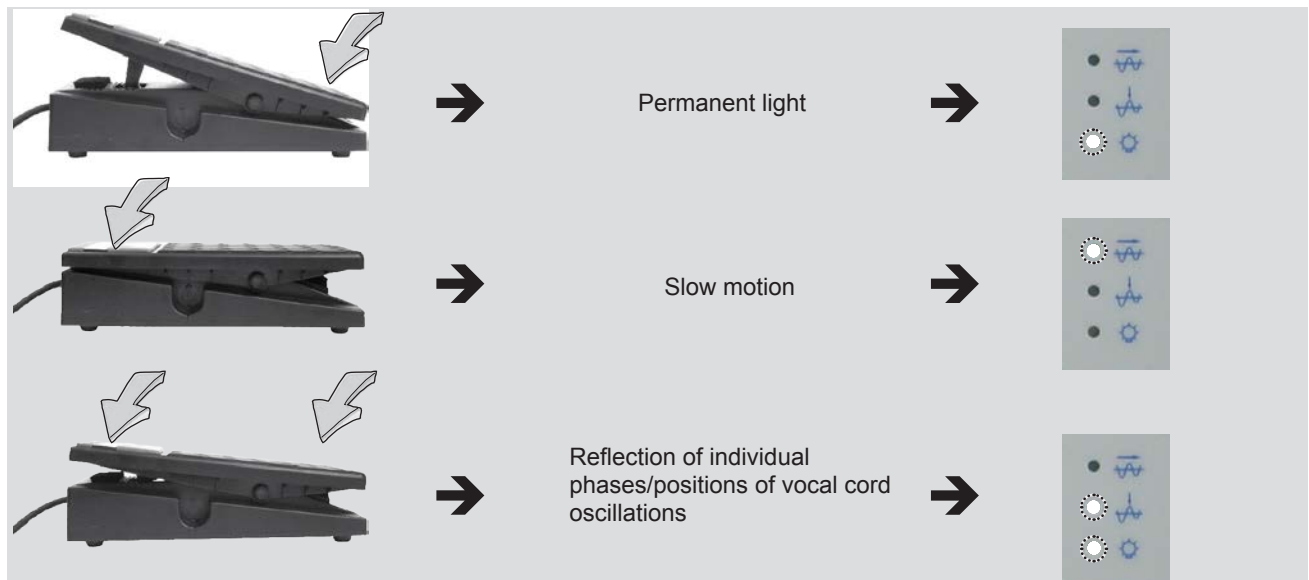 Permanent light
Slow motion
Reflection of individual
phases/positions of vocal cord
oscillations